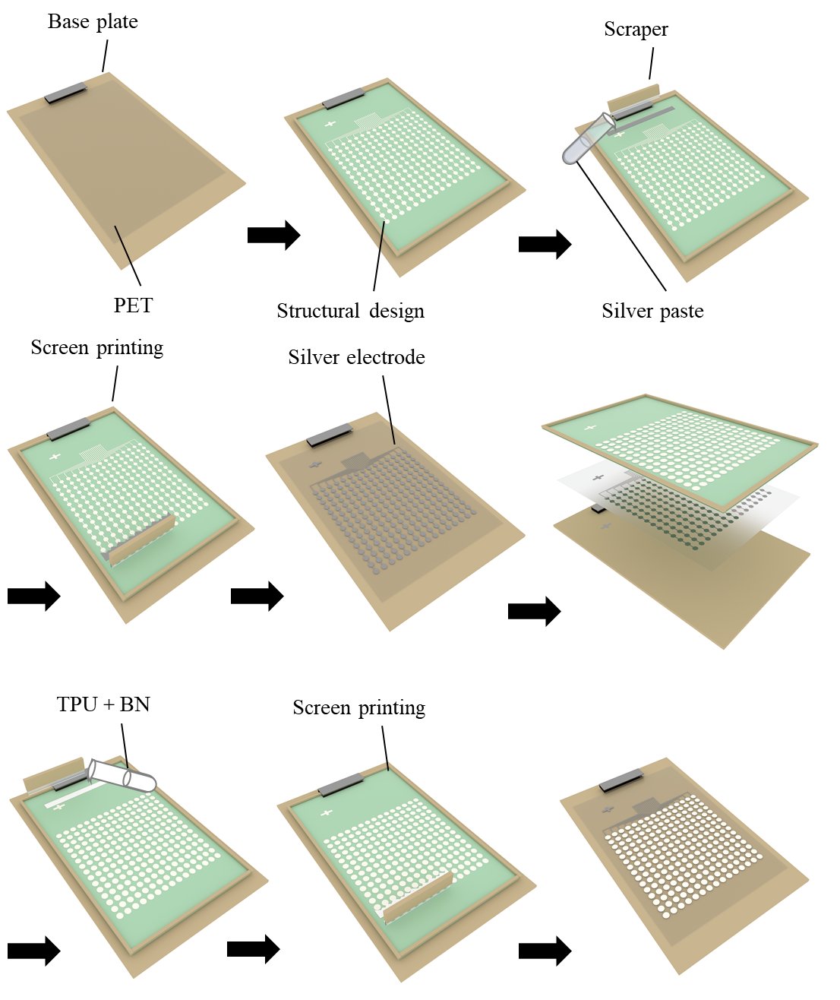 Base plate
Scraper
PET
Structural design
Silver paste
Screen printing
Silver electrode
TPU + BN
Screen printing